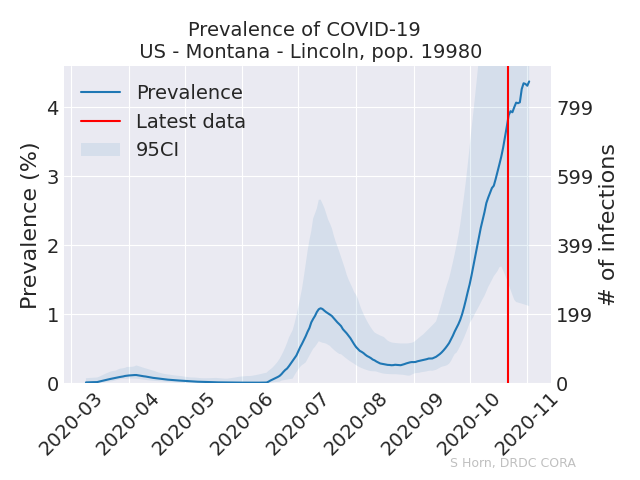 Prevalence of COVID-19
US - Montana - Lincoln, pop. 19980
Prevalence
Latest data
95CI
Prevalence (%)
4
3
2
1
0
# of infections
799
599
399
199
0
2020-03
2020-04
2020-05
2020-06
2020-07
2020-08
2020-09
2020-10
2020-11
S Horn, DRDC CORA